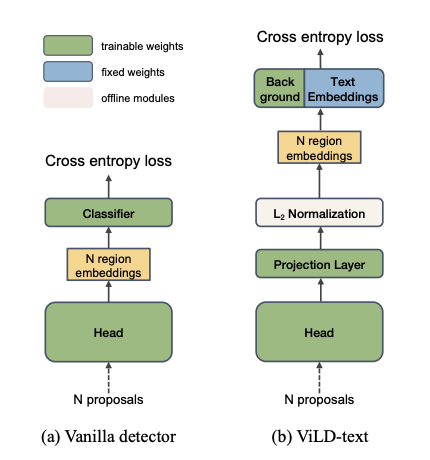 trainable weights
fixed weights
offline modules
Cross entropy loss
Classifier
N region
embeddings
Head
N proposals
(a) Vanilla detector
Cross entropy loss
Back
ground
Text
Embeddings
N region
embeddings
L₂ Normalization
Projection Layer
Head
N proposals
(b) ViLD-text